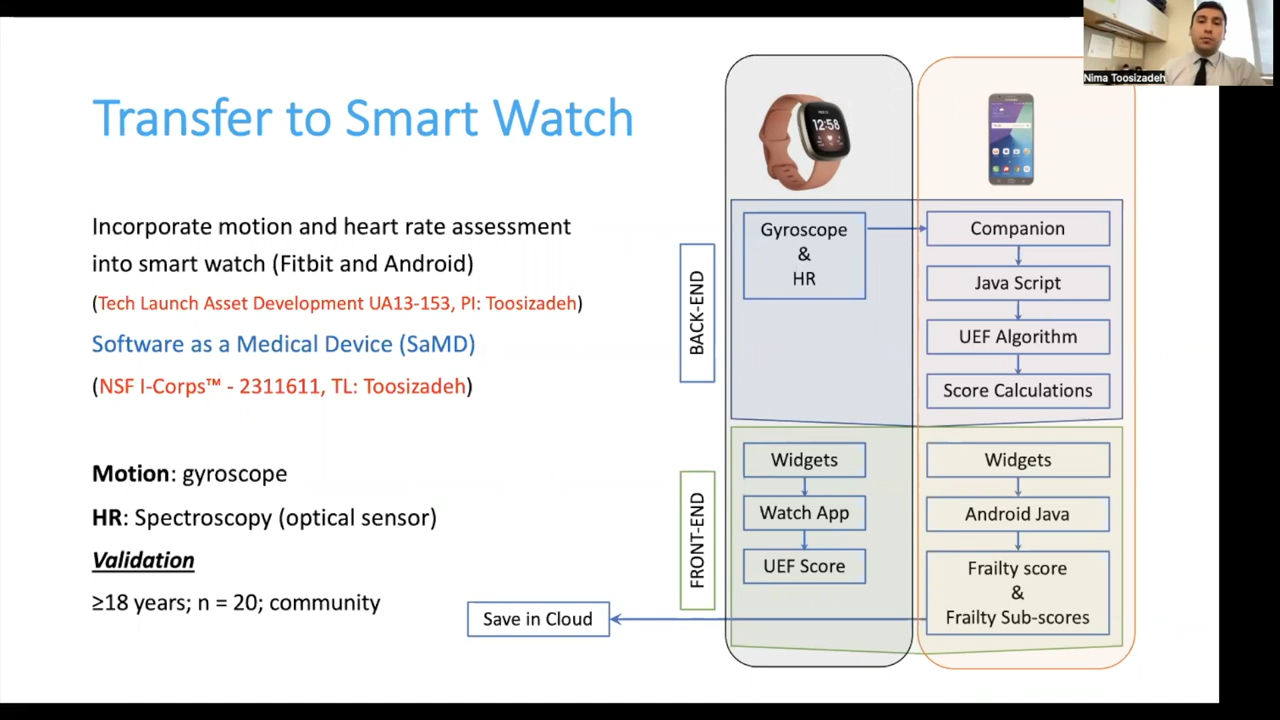 Nima Toosizadeh
Transfer to Smart Watch
Incorporate motion and heart rate assessment
into smart watch (Fitbit and Android)
(Tech Launch Asset Development UA13-153, PI: Toosizadeh)
Software as a Medical Device (SaMD)
(NSF I-Corps™ - 2311611, TL: Toosizadeh)
Motion: gyroscope
HR: Spectroscopy (optical sensor)
Validation
≥18 years; n = 20; community
12:58
BACK-END
Gyroscope
&
HR
Companion
Java Script
UEF Algorithm
Score Calculations
FRONT-END
Widgets
Watch App
UEF Score
Widgets
Android Java
Frailty score
&
Frailty Sub-scores
Save in Cloud